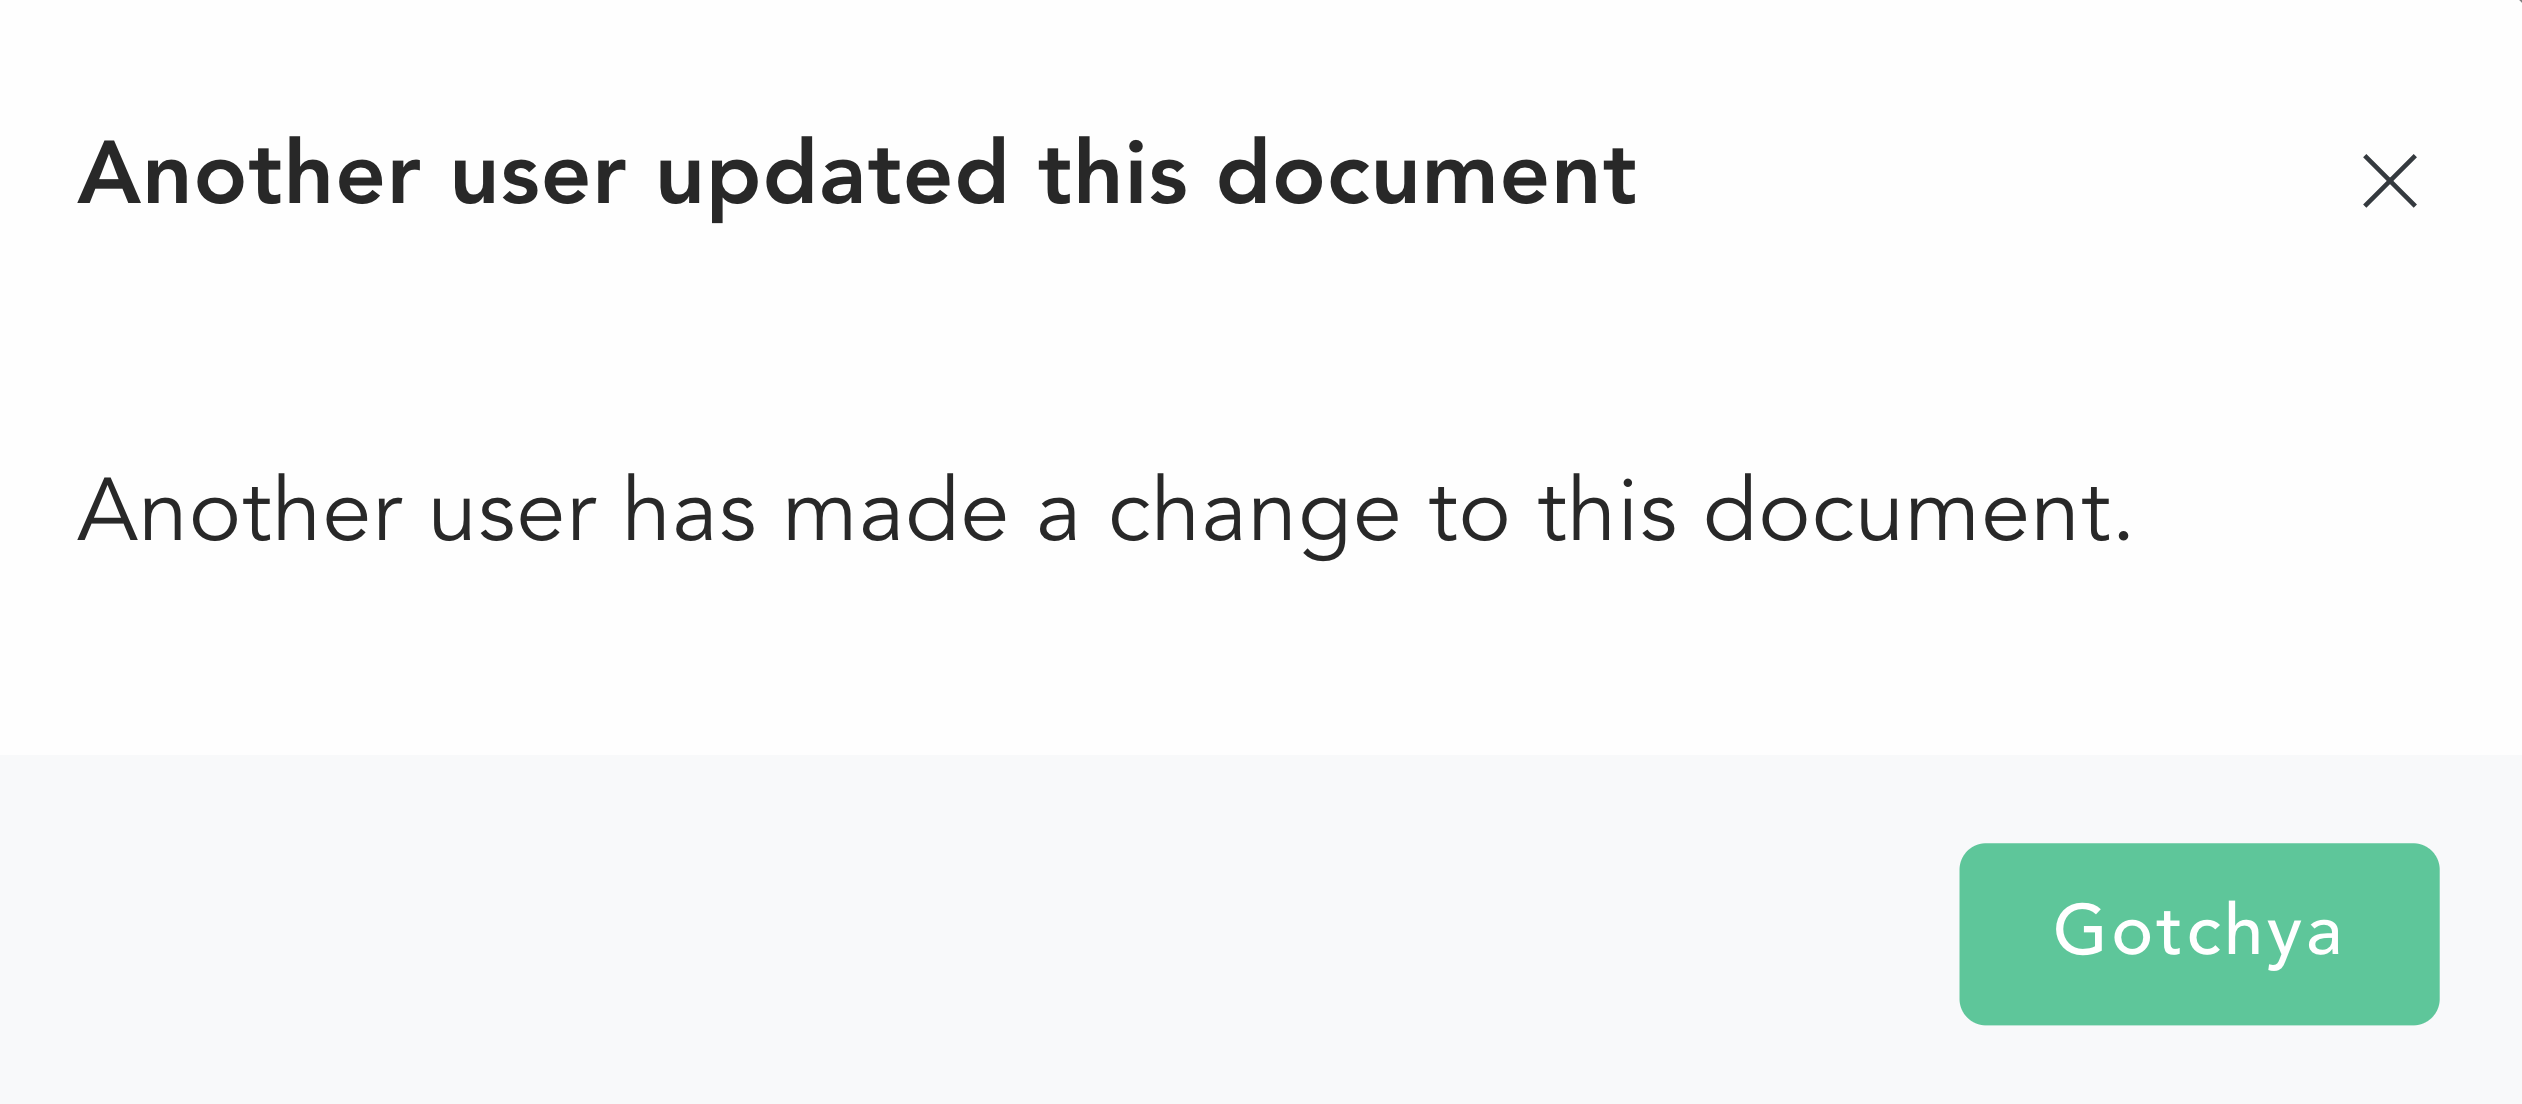 Another user updated this document
Another user has made a change to this document.
Gotchya